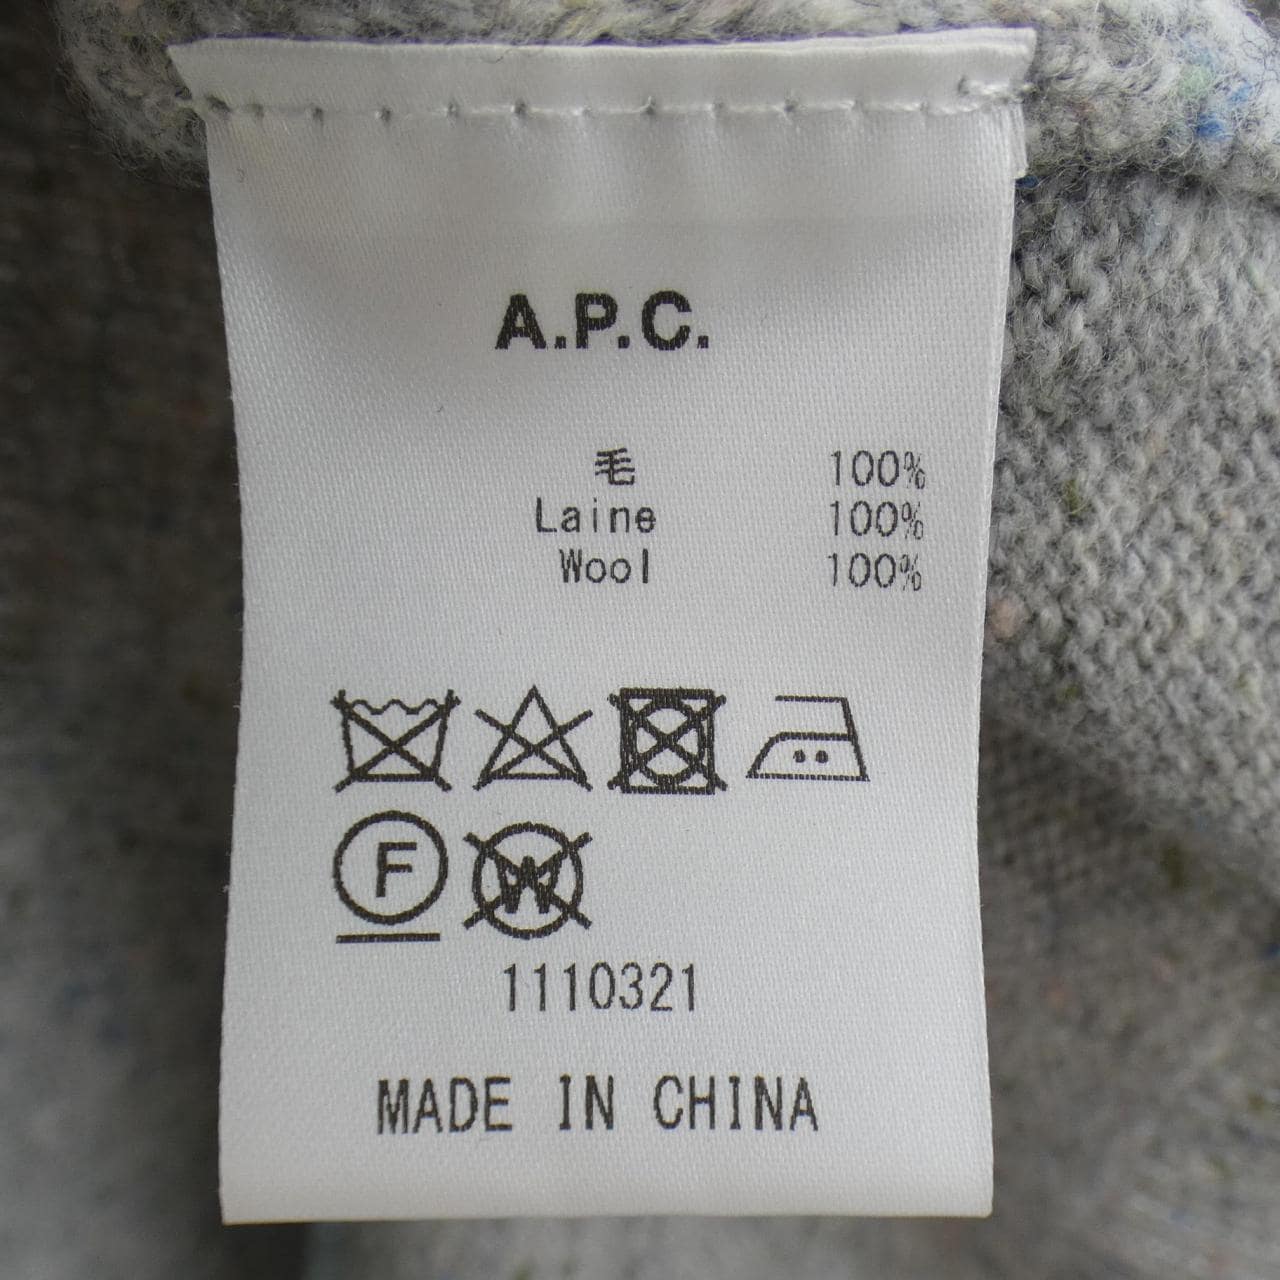 A.P.C.
毛 100%
Laine 100%
Wool 100%
F W
1110321
MADE IN CHINA